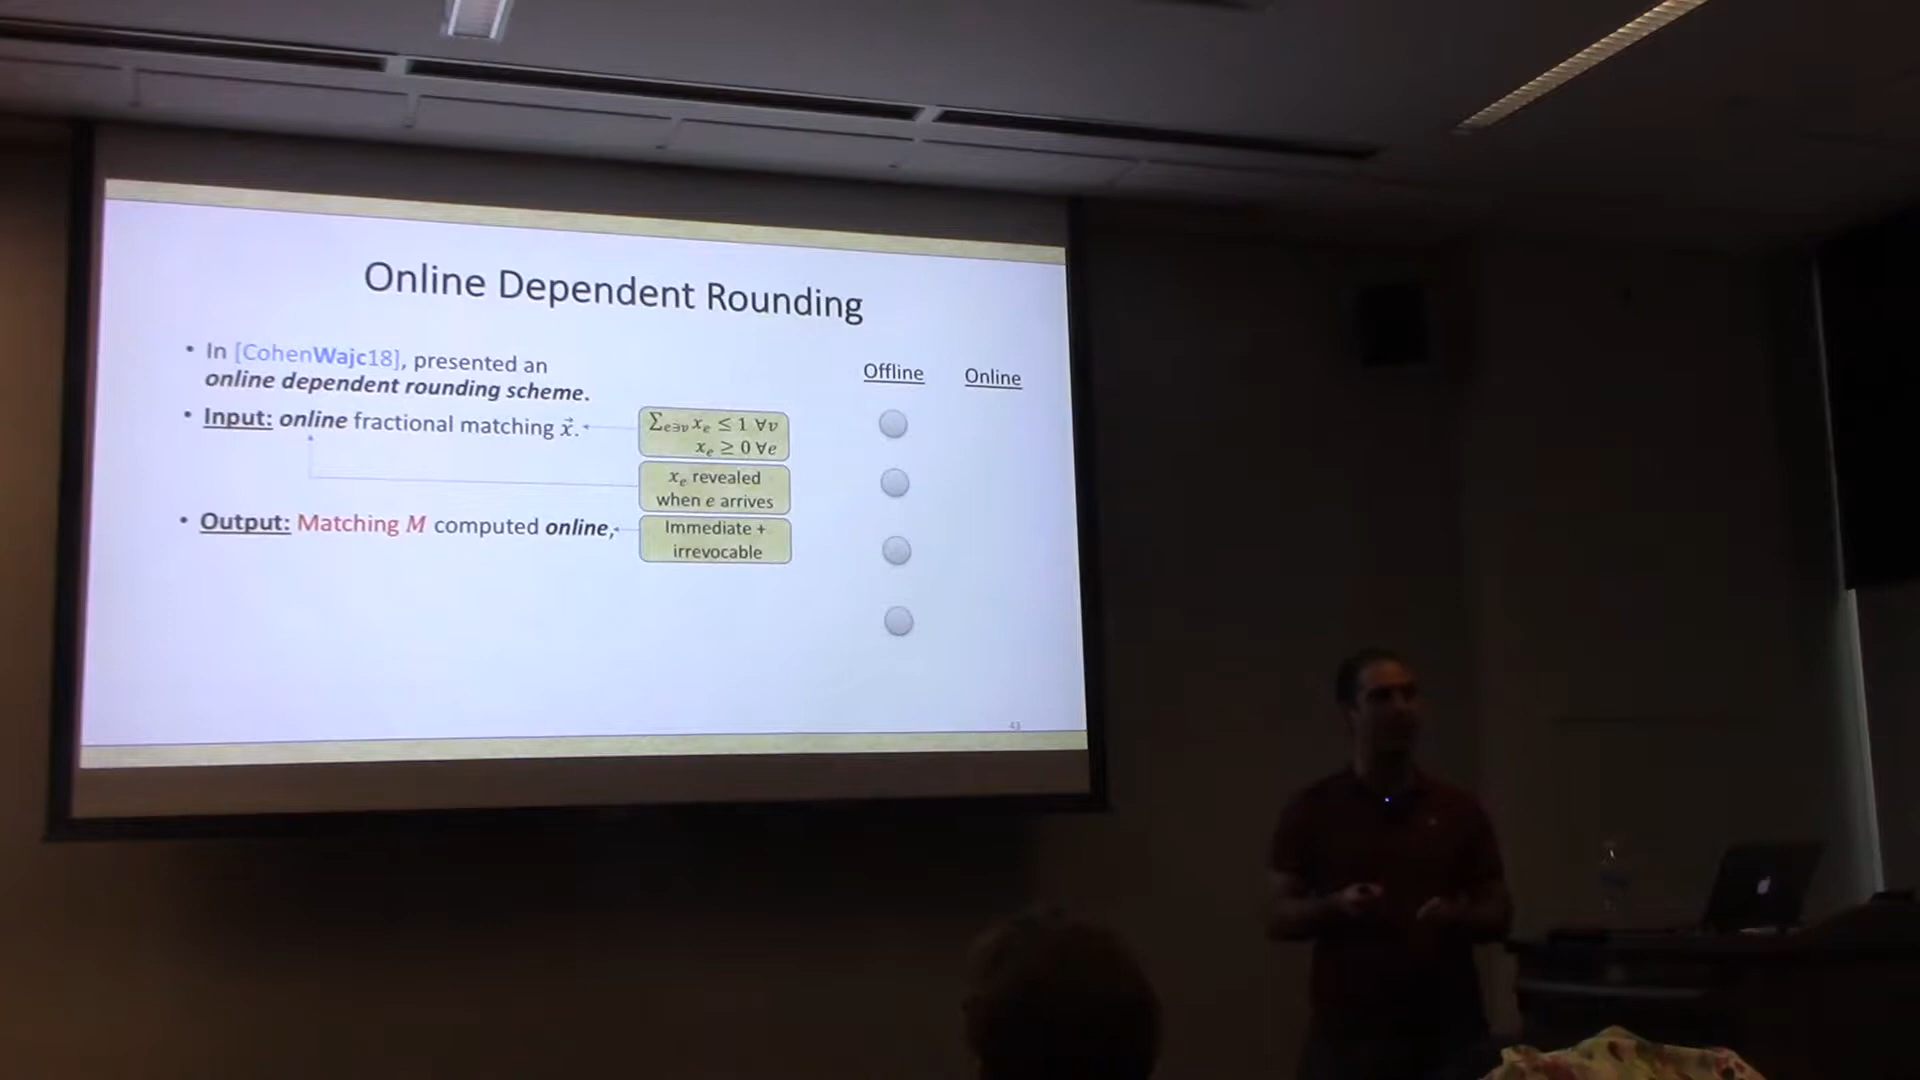 Online Dependent Rounding
• In [CohenWajc18], presented an
online dependent rounding scheme.
• Input: online fractional matching x⃗.
∑e∋v xe ≤ 1 ∀v
xe ≥ 0 ∀e
xe revealed
when e arrives
• Output: Matching M computed online,
Immediate +
irrevocable
Offline
Online
43